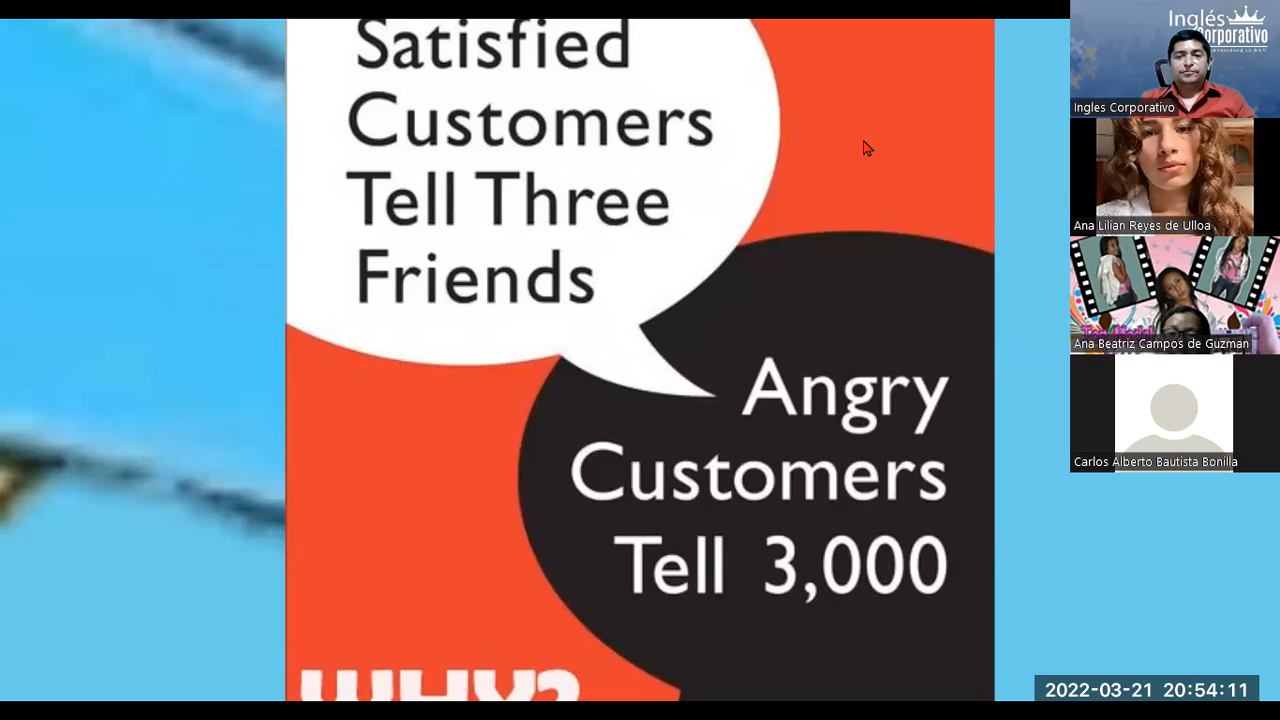 Satisfied
Customers
Tell Three
Friends
Angry
Customers
Tell 3,000
WHY?
Inglés
Corporativo
Ingles Corporativo
Ana Lilian Reyes de Ulloa
Ana Beatriz Campos de Guzman
Carlos Alberto Bautista Bonilla
2022-03-21 20:54:11